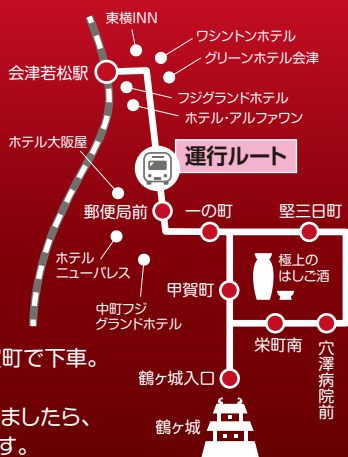 東横INN
ワシントンホテル
グリーンホテル会津
会津若松駅
フジグランドホテル
ホテル・アルファワン
ホテル大阪屋
運行ルート
郵便局前
一の町
堅三日町
ホテル
ニューパレス
極上の
はしご酒
甲賀町
中町フジ
グランドホテル
栄町南
穴澤病院前
町で下車。
鶴ヶ城入口
ましたら、
鶴ヶ城
す。